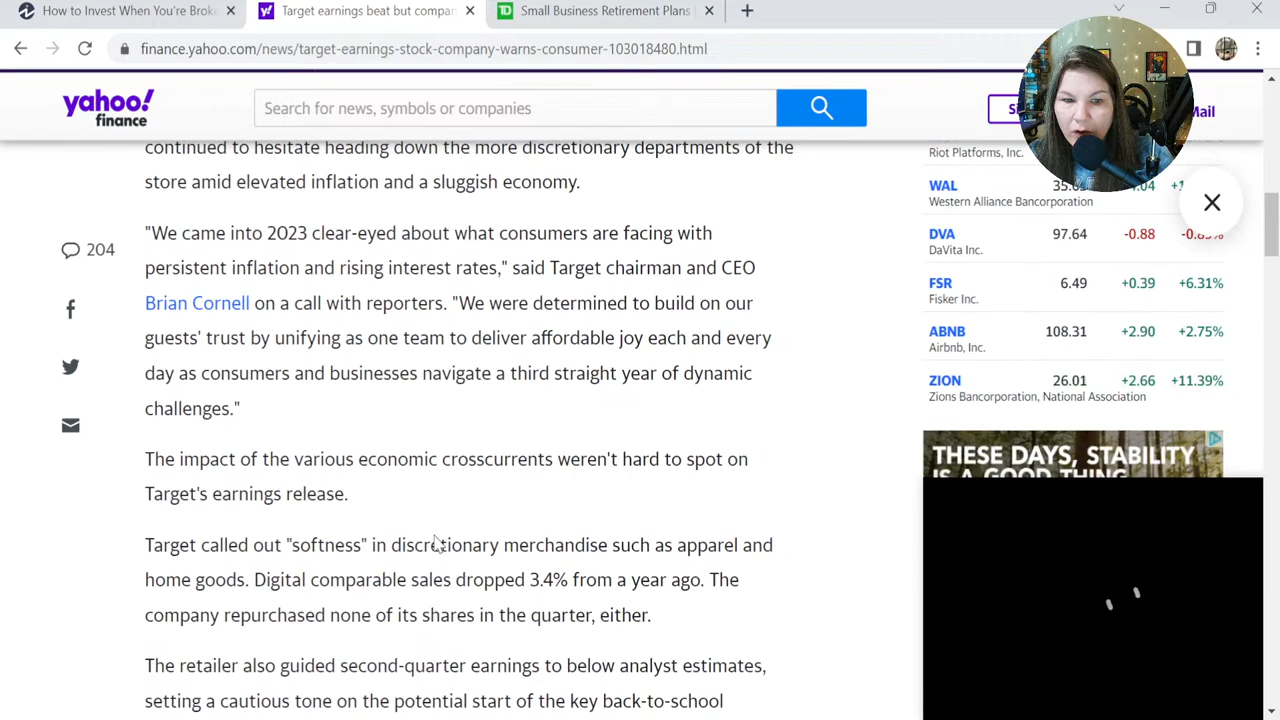 How to Invest When You're Broke
Target earnings beat but compan
TD
Small Business Retirement Plans
finance.yahoo.com/news/target-earnings-stock-company-warns-consumer-103018480.html
yahoo!
finance
Search for news, symbols or companies
Mail
continued to hesitate heading down the more discretionary departments of the
store amid elevated inflation and a sluggish economy.
"We came into 2023 clear-eyed about what consumers are facing with
persistent inflation and rising interest rates," said Target chairman and CEO
Brian Cornell on a call with reporters. "We were determined to build on our
guests' trust by unifying as one team to deliver affordable joy each and every
day as consumers and businesses navigate a third straight year of dynamic
challenges."
The impact of the various economic crosscurrents weren't hard to spot on
Target's earnings release.
Target called out "softness" in discretionary merchandise such as apparel and
home goods. Digital comparable sales dropped 3.4% from a year ago. The
company repurchased none of its shares in the quarter, either.
The retailer also guided second-quarter earnings to below analyst estimates,
setting a cautious tone on the potential start of the key back-to-school
204
Riot Platforms, Inc.
WAL
Western Alliance Bancorporation
DVA 97.64 -0.88
DaVita Inc.
FSR 6.49 +0.39 +6.31%
Fisker Inc.
ABNB 108.31 +2.90 +2.75%
Airbnb, Inc.
ZION 26.01 +2.66 +11.39%
Zions Bancorporation, National Association
THESE DAYS, STABILITY
IS A GOOD THING